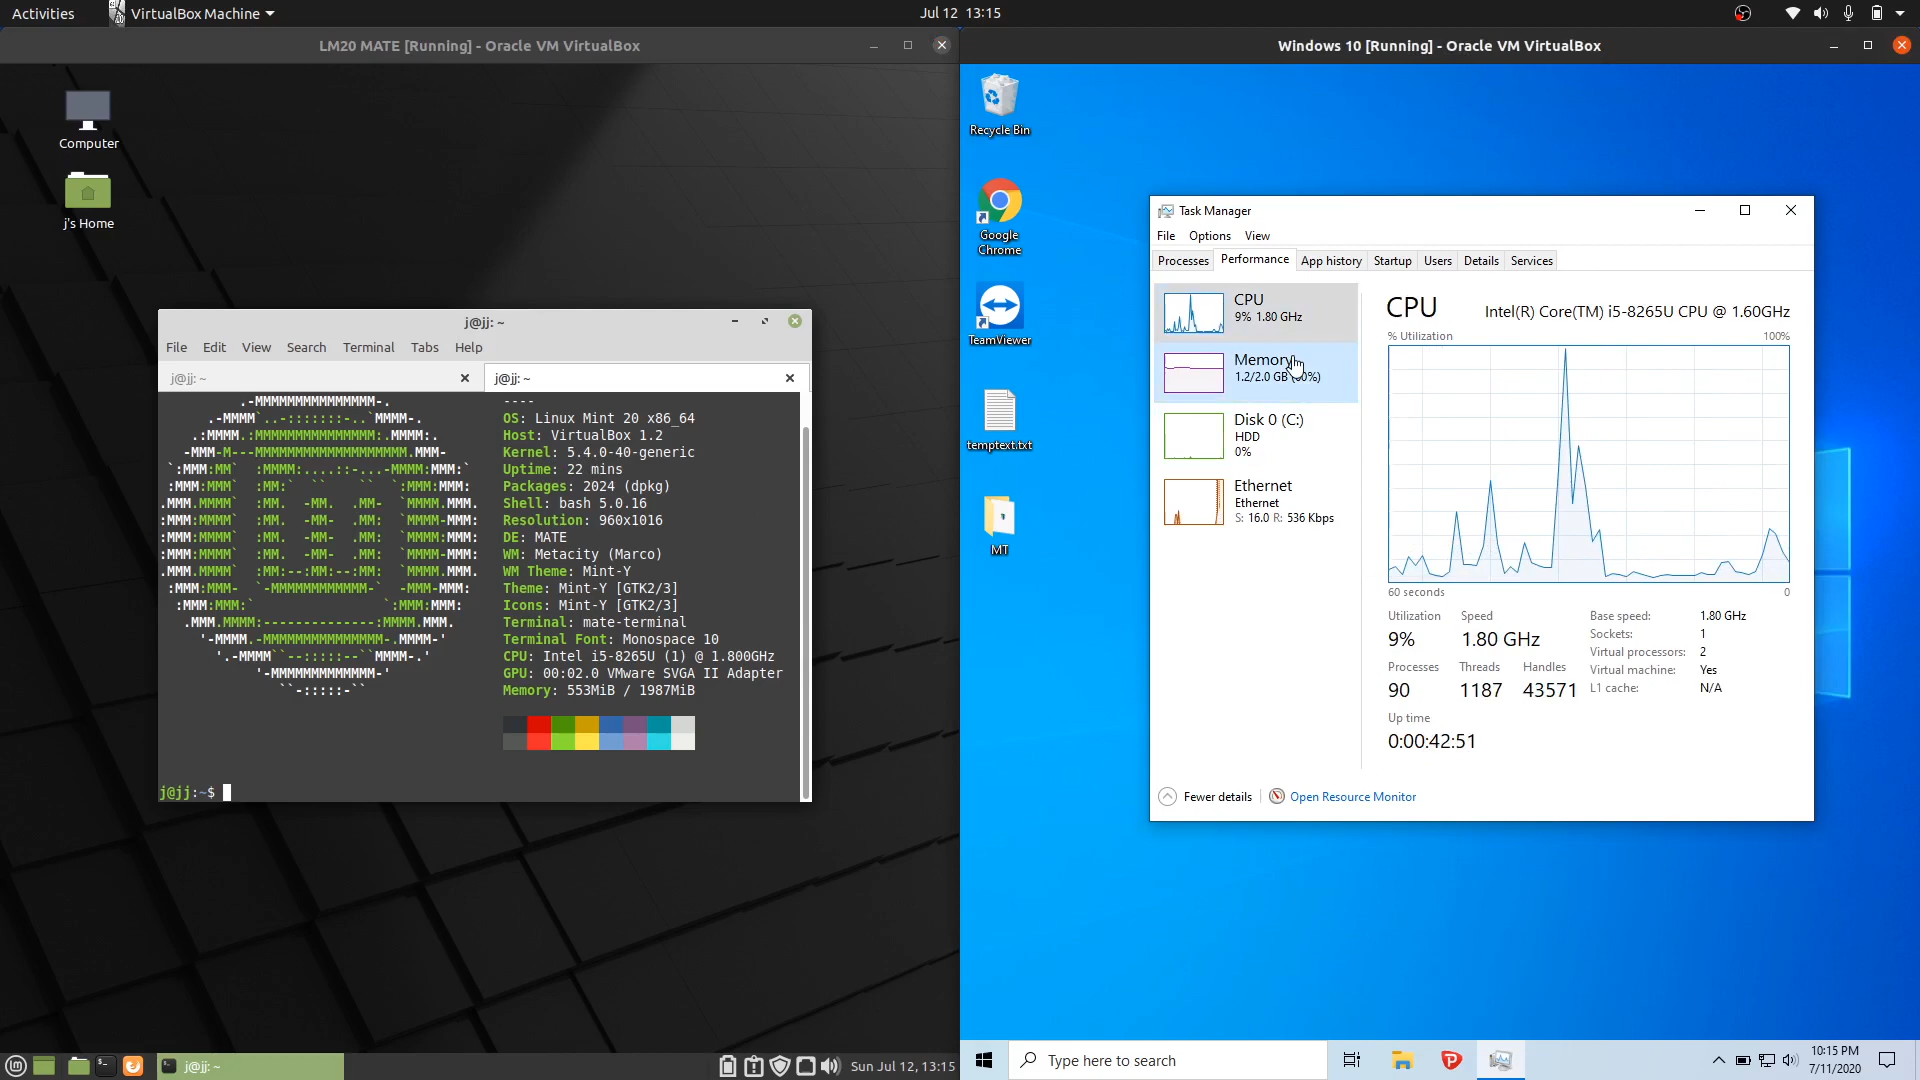 Activities
VirtualBox Machine
Jul 12 13:15
LM20 MATE [Running] - Oracle VM VirtualBox
Computer
j's Home
j@jj: ~
File Edit View Search Terminal Tabs Help
j@jj: ~
j@jj: ~
----
OS: Linux Mint 20 x86_64
Host: VirtualBox 1.2
Kernel: 5.4.0-40-generic
Uptime: 22 mins
Packages: 2024 (dpkg)
Shell: bash 5.0.16
Resolution: 960x1016
DE: MATE
WM: Metacity (Marco)
WM Theme: Mint-Y
Theme: Mint-Y [GTK2/3]
Icons: Mint-Y [GTK2/3]
Terminal: mate-terminal
Terminal Font: Monospace 10
CPU: Intel i5-8265U (1) @ 1.800GHz
GPU: 00:02.0 VMware SVGA II Adapter
Memory: 553MiB / 1987MiB
j@jj:~$
j@jj: ~
Sun Jul 12, 13:15
Windows 10 [Running] - Oracle VM VirtualBox
Recycle Bin
Google
Chrome
TeamViewer
temptext.txt
MT
Task Manager
File Options View
Processes Performance App history Startup Users Details Services
CPU
9% 1.80 GHz
Memory
1.2/2.0 GB
Disk 0 (C:)
HDD
0%
Ethernet
Ethernet
S: 16.0 R: 536 Kbps
CPU Intel(R) Core(TM) i5-8265U CPU @ 1.60GHz
% Utilization 100%
60 seconds 0
Utilization Speed
9% 1.80 GHz
Processes Threads Handles
90 1187 43571
Up time
0:00:42:51
Base speed: 1.80 GHz
Sockets: 1
Virtual processors: 2
Virtual machine: Yes
L1 cache: N/A
Fewer details
Open Resource Monitor
Type here to search
10:15 PM
7/11/2020